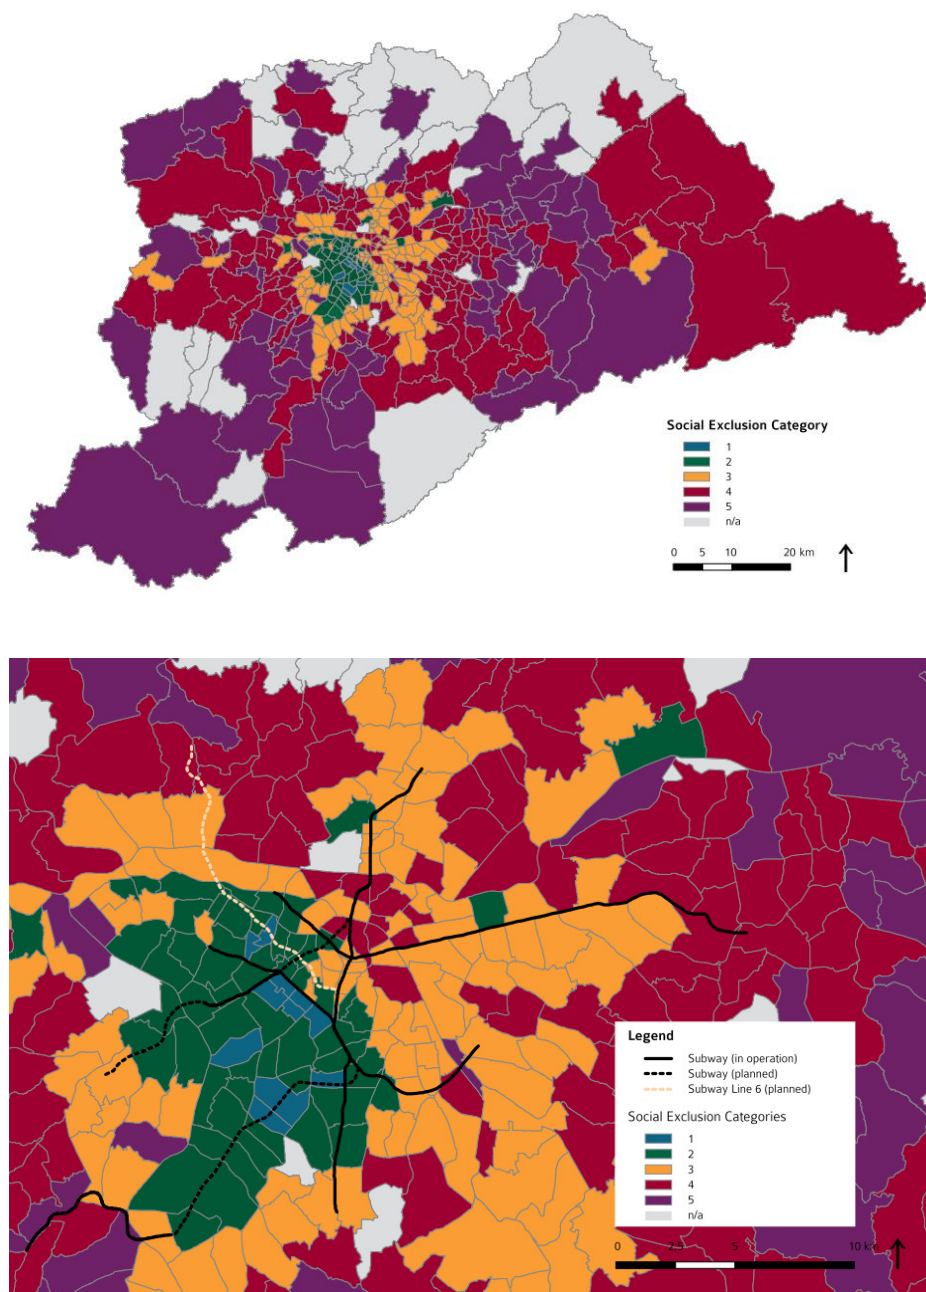 Social Exclusion Category
1
2
3
4
5
n/a
0 5 10 20 km
Legend
Subway (in operation)
Subway (planned)
Subway Line 6 (planned)
Social Exclusion Categories
1
2
3
4
5
n/a
0 2.5 5 10 km